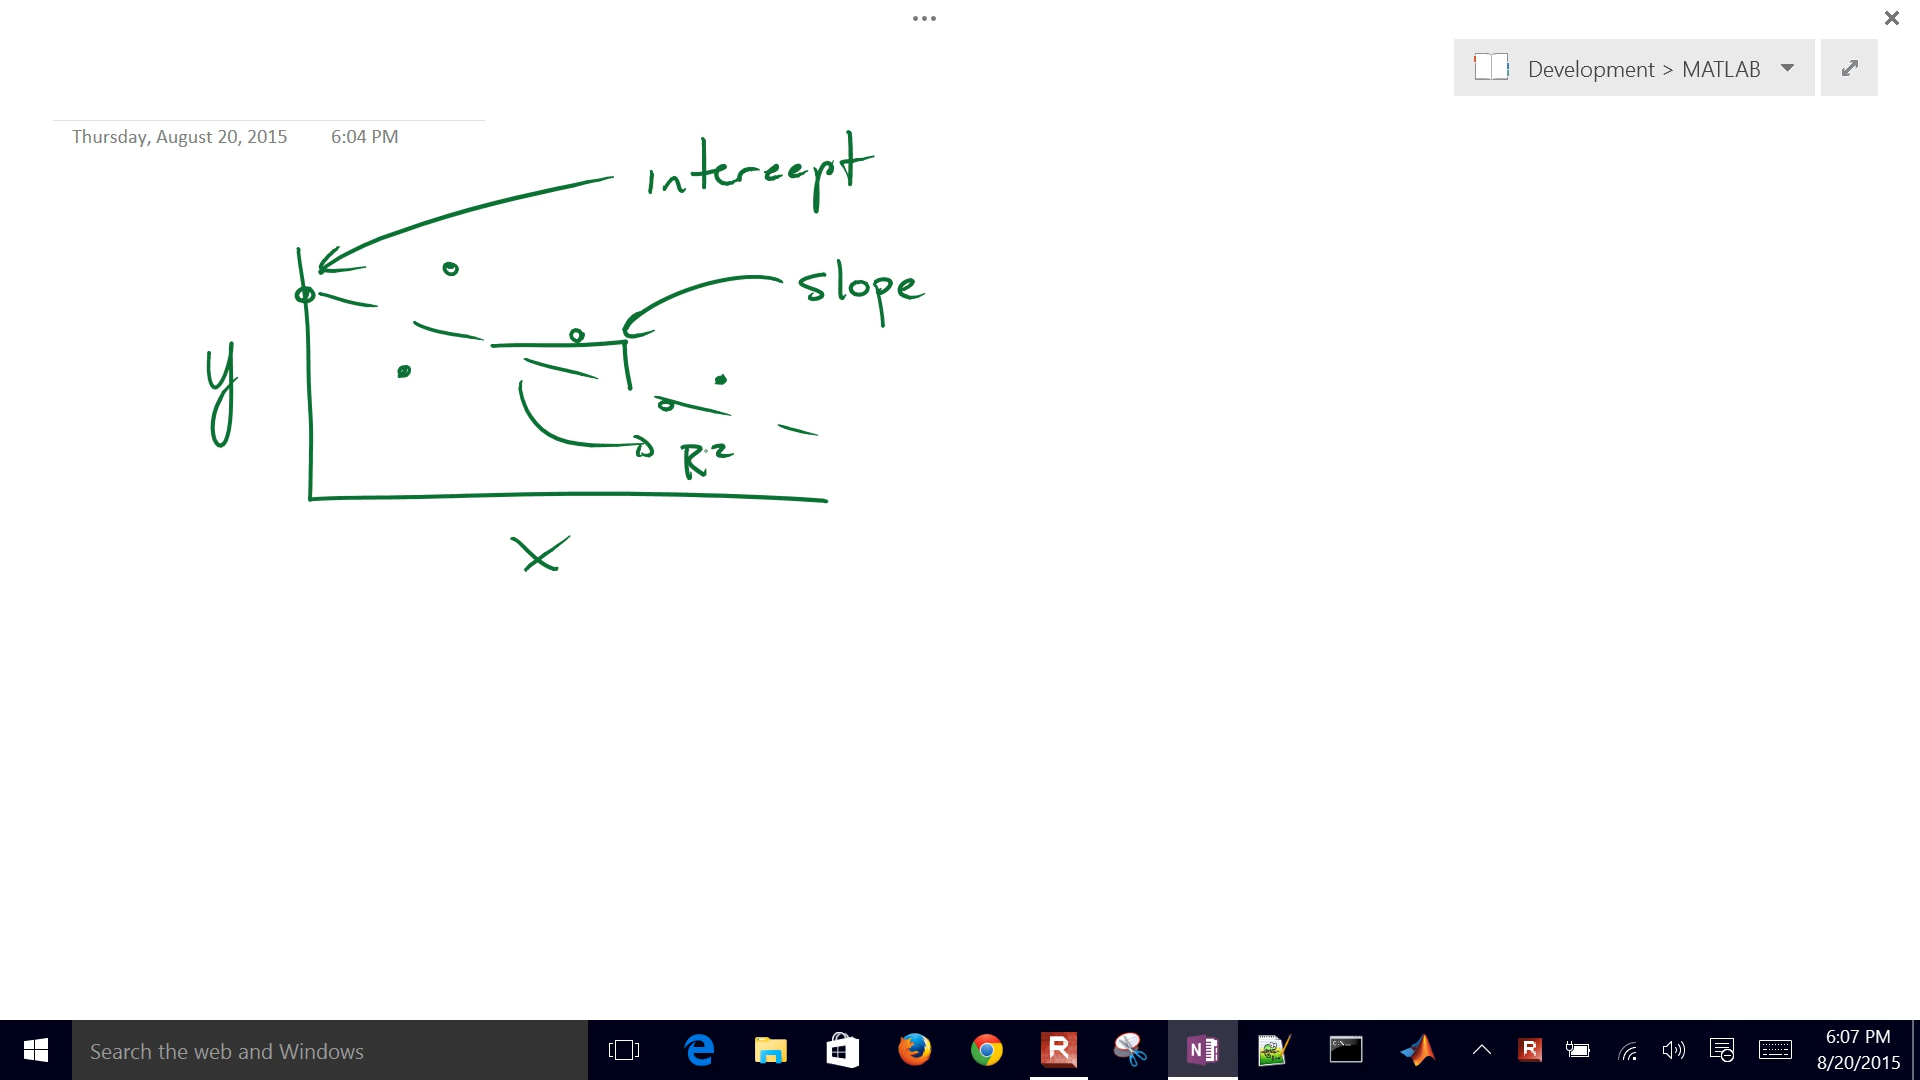 Development > MATLAB
Thursday, August 20, 2015 6:04 PM
intercept
slope
y
R²
x
Search the web and Windows
6:07 PM
8/20/2015